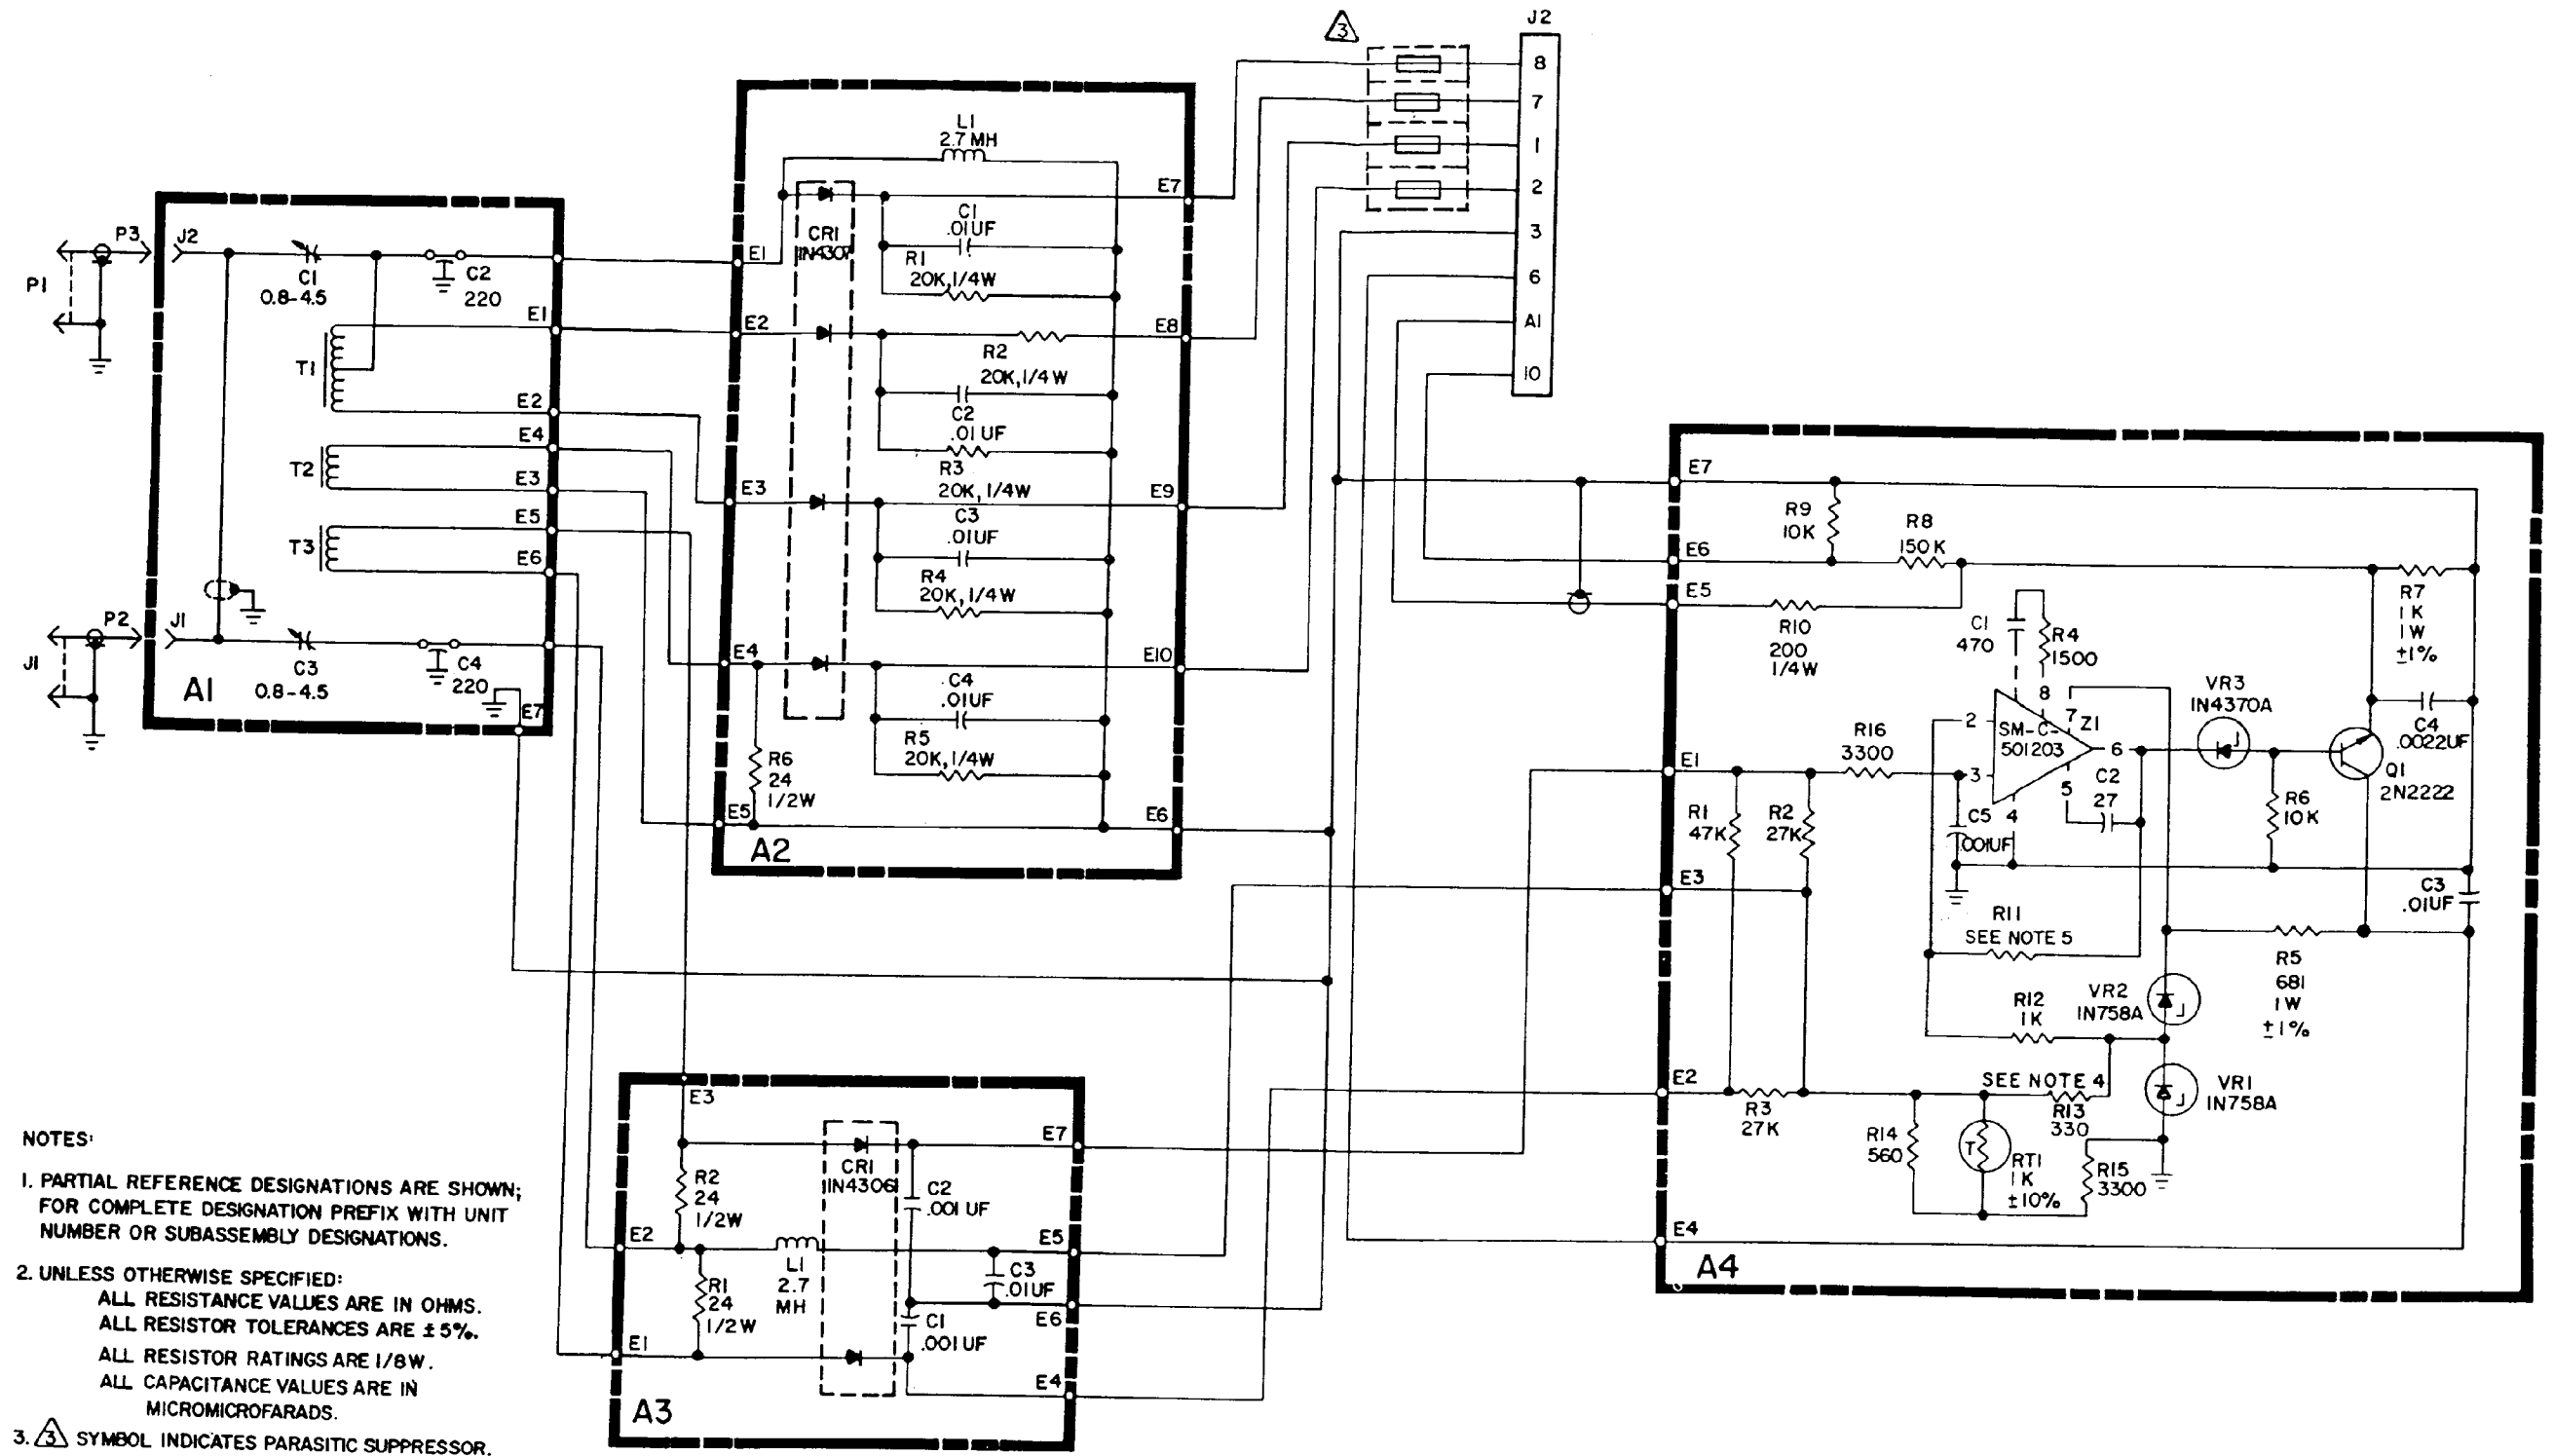 3
J2
8
7
1
2
3
6
A1
10
P3
P1
J2
C1
0.8-4.5
C2
220
E1
T1
E2
E4
T2
E3
E5
T3
E6
P2
J1
J1
C3
0.8-4.5
C4
220
E7
A1
L1
2.7 MH
E7
E1
CR1
1N4307
C1
.01UF
R1
20K,1/4W
E2
E8
R2
20K,1/4W
C2
.01 UF
R3
20K,1/4W
E3
E9
C3
.01UF
R4
20K,1/4W
E4
E10
C4
.01UF
R5
20K,1/4W
R6
24
1/2W
E5
E6
A2
E3
E7
CR1
1N4306
R2
24
1/2W
C2
.001 UF
E2
L1
2.7
MH
E5
C3
.01UF
R1
24
1/2W
E6
C1
.001UF
E1
E4
A3
E7
R9
10K
R8
150K
E6
E5
R10
200
1/4W
R7
1K
1W
±1%
C1
470
R4
1500
VR3
1N4370A
8
7
Z1
2
SM-C-
501203
6
3
5
4
C2
27
C4
.0022UF
Q1
2N2222
E1
R16
3300
R1
47K
R2
27K
C5
.001UF
R6
10K
E3
C3
.01UF
R11
SEE NOTE 5
R5
681
1W
±1%
VR2
1N758A
R12
1K
E2
R3
27K
SEE NOTE 4
R13
330
VR1
1N758A
R14
560
T
RT1
1K
±10%
R15
3300
E4
A4
NOTES:
1. PARTIAL REFERENCE DESIGNATIONS ARE SHOWN;
FOR COMPLETE DESIGNATION PREFIX WITH UNIT
NUMBER OR SUBASSEMBLY DESIGNATIONS.
2. UNLESS OTHERWISE SPECIFIED:
ALL RESISTANCE VALUES ARE IN OHMS.
ALL RESISTOR TOLERANCES ARE ±5%.
ALL RESISTOR RATINGS ARE 1/8W.
ALL CAPACITANCE VALUES ARE IN
MICROMICROFARADS.
3. 3 SYMBOL INDICATES PARASITIC SUPPRESSOR.